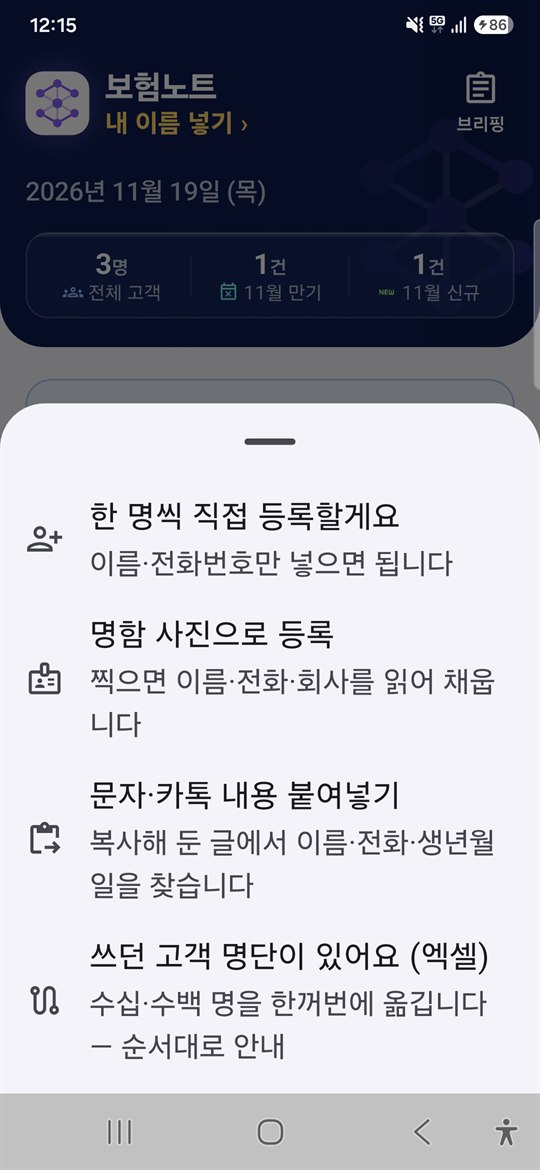 12:15
5G
86
보험노트
내 이름 넣기 ›
브리핑
2026년 11월 19일 (목)
3명
1건
1건
전체 고객
11월 만기
NEW 11월 신규
한 명씩 직접 등록할게요
이름·전화번호만 넣으면 됩니다
명함 사진으로 등록
찍으면 이름·전화·회사를 읽어 채웁
니다
문자·카톡 내용 붙여넣기
복사해 둔 글에서 이름·전화·생년월
일을 찾습니다
쓰던 고객 명단이 있어요 (엑셀)
수십·수백 명을 한꺼번에 옮깁니다
— 순서대로 안내